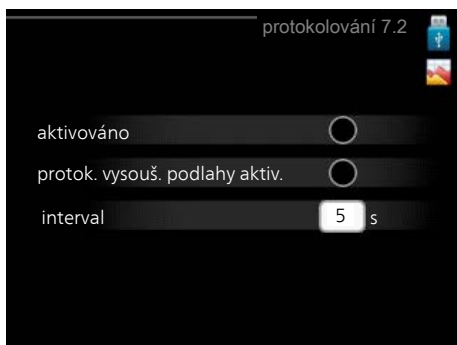 protokolování 7.2
aktivováno
protok. vysouš. podlahy aktiv.
interval 5 s